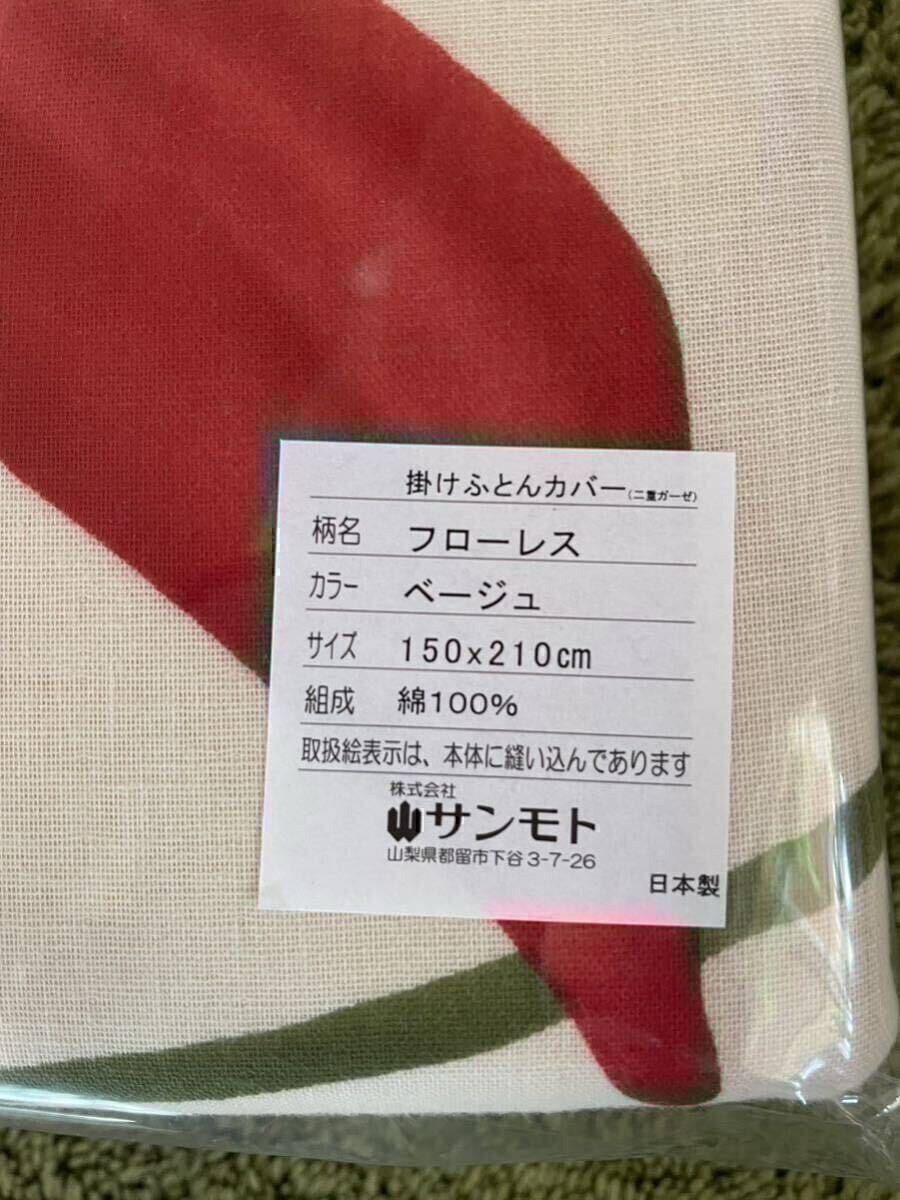 掛けふとんカバー(二重ガーゼ)
柄名 フローレス
カラー ベージュ
サイズ 150x210cm
組成 綿100%
取扱絵表示は、本体に縫い込んであります
株式会社
サンモト
山梨県都留市下谷3-7-26
日本製